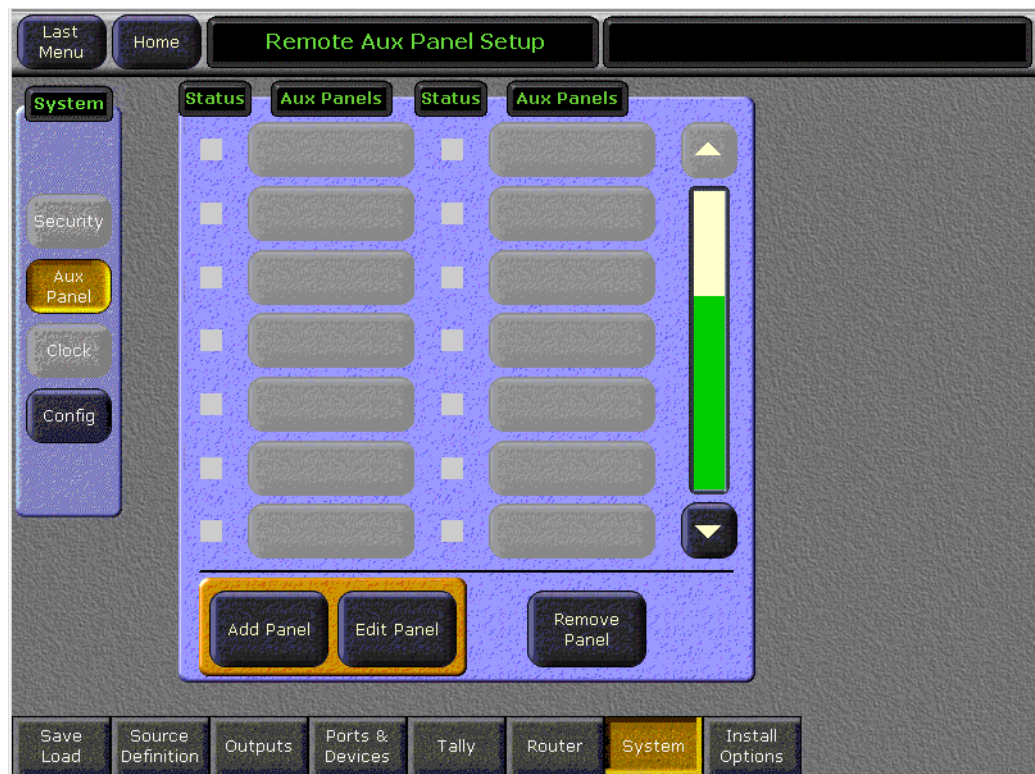 Last
Menu
Home
Remote Aux Panel Setup
System
Status
Aux Panels
Status
Aux Panels
Security
Aux
Panel
Clock
Config
Add Panel
Edit Panel
Remove
Panel
Save
Load
Source
Definition
Outputs
Ports &
Devices
Tally
Router
System
Install
Options